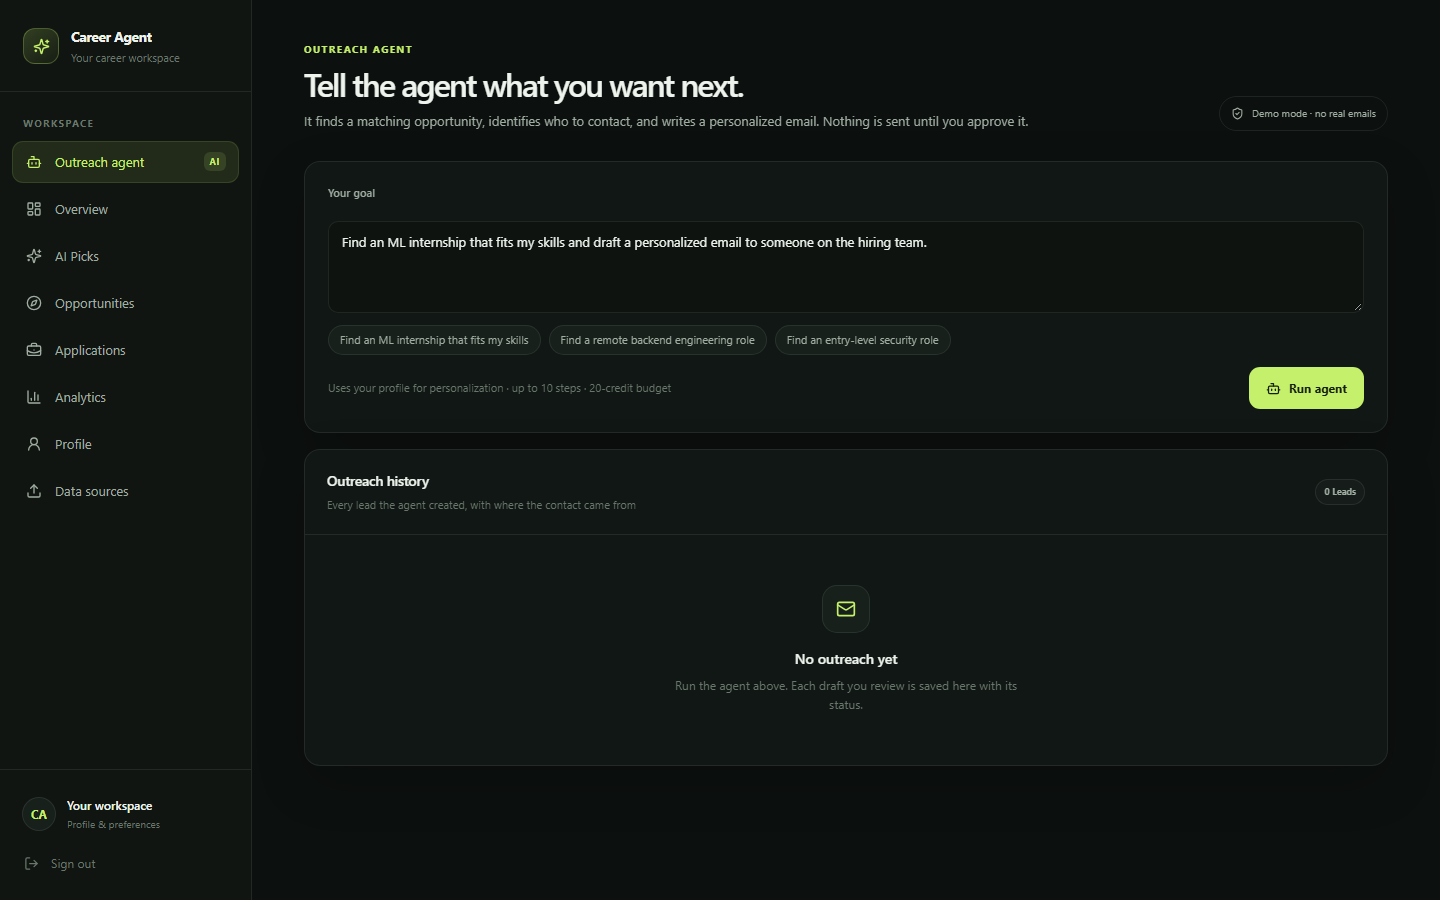 Career Agent
Your career workspace
WORKSPACE
Outreach agent
AI
Overview
AI Picks
Opportunities
Applications
Analytics
Profile
Data sources
CA
Your workspace
Profile & preferences
Sign out
OUTREACH AGENT
Tell the agent what you want next.
It finds a matching opportunity, identifies who to contact, and writes a personalized email. Nothing is sent until you approve it.
Demo mode · no real emails
Your goal
Find an ML internship that fits my skills and draft a personalized email to someone on the hiring team.
Find an ML internship that fits my skills
Find a remote backend engineering role
Find an entry-level security role
Uses your profile for personalization · up to 10 steps · 20-credit budget
Run agent
Outreach history
Every lead the agent created, with where the contact came from
0 Leads
No outreach yet
Run the agent above. Each draft you review is saved here with its
status.